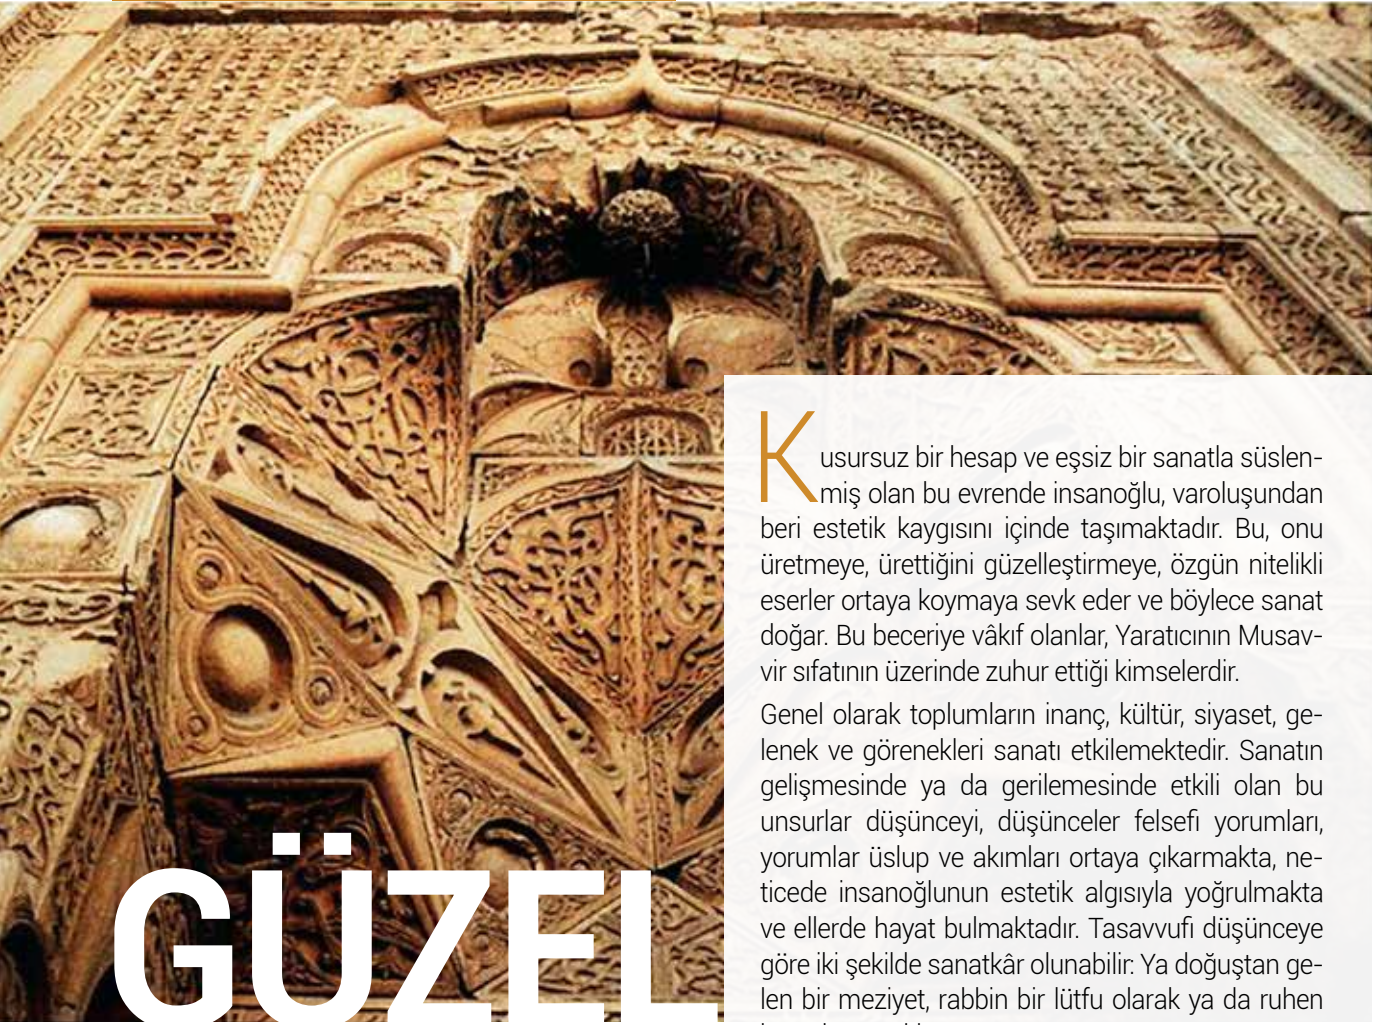 GÜZEL
Kusursuz bir hesap ve eşsiz bir sanatla süslen-
miş olan bu evrende insanoğlu, varoluşundan
beri estetik kaygısını içinde taşımaktadır. Bu, onu
üretmeye, ürettiğini güzelleştirmeye, özgün nitelikli
eserler ortaya koymaya sevk eder ve böylece sanat
doğar. Bu beceriye vâkıf olanlar, Yaratıcının Musav-
vir sıfatının üzerinde zuhur ettiği kimselerdir.
Genel olarak toplumların inanç, kültür, siyaset, ge-
lenek ve görenekleri sanatı etkilemektedir. Sanatın
gelişmesinde ya da gerilemesinde etkili olan bu
unsurlar düşünceyi, düşünceler felsefi yorumları,
yorumlar üslup ve akımları ortaya çıkarmakta, ne-
ticede insanoğlunun estetik algısıyla yoğrulmakta
ve ellerde hayat bulmaktadır. Tasavvufi düşünceye
göre iki şekilde sanatkâr olunabilir: Ya doğuştan ge-
len bir meziyet, rabbin bir lütfu olarak ya da ruhen